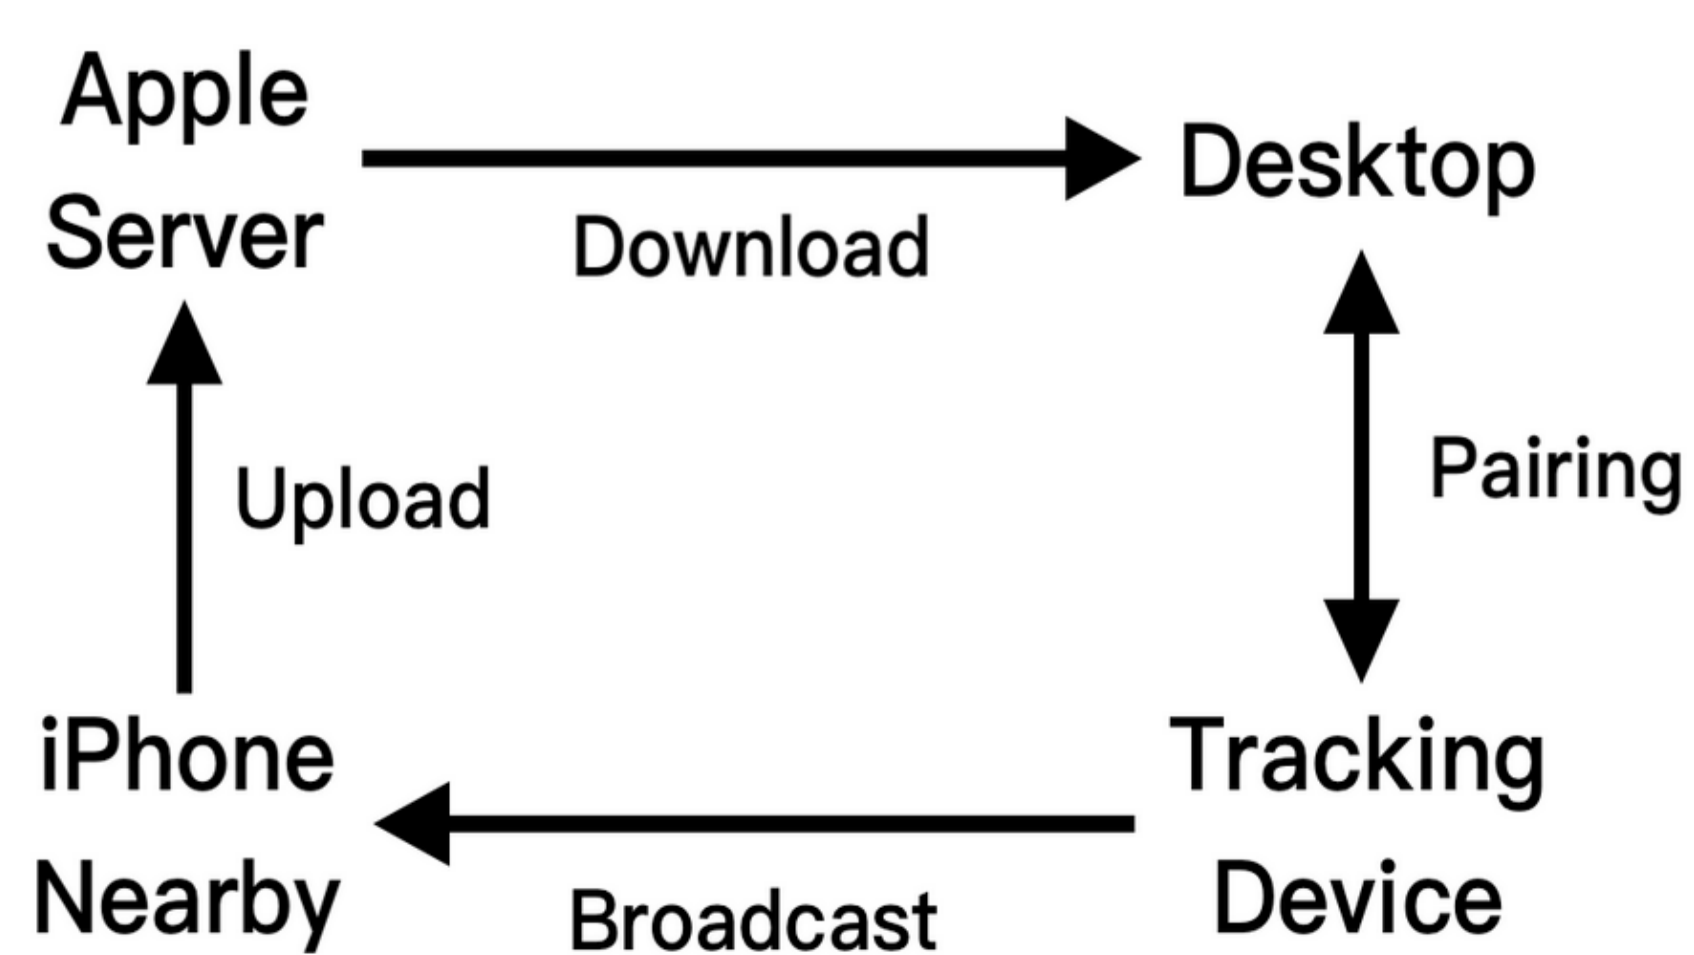 Apple
Server
Download
Desktop
Upload
Pairing
iPhone
Nearby
Broadcast
Tracking
Device